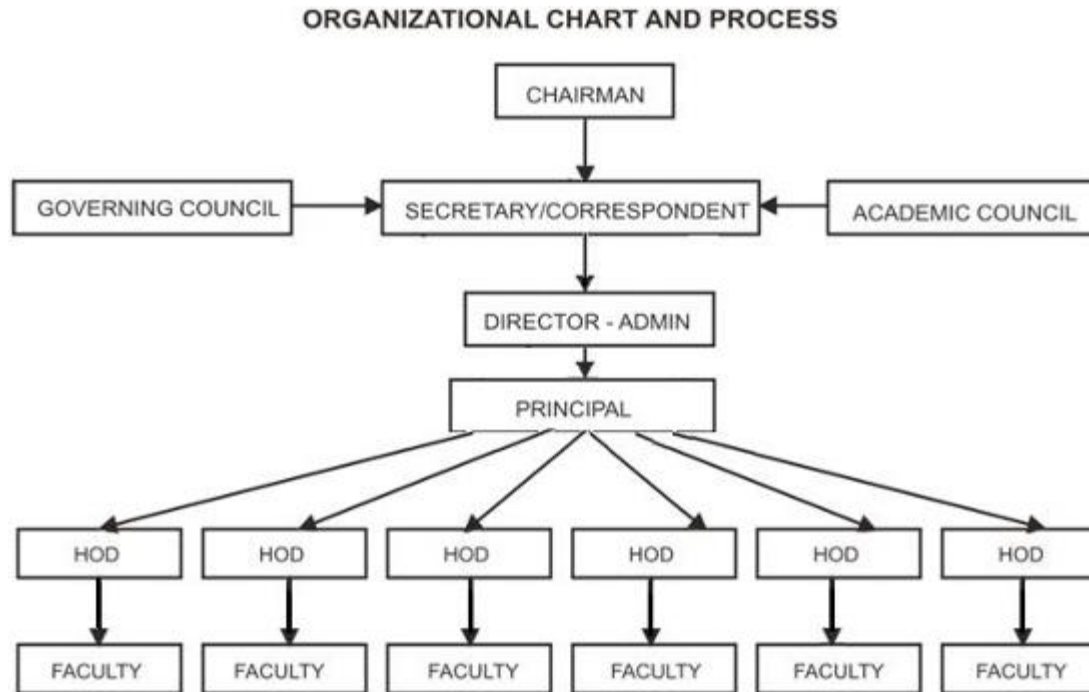 ORGANIZATIONAL CHART AND PROCESS
CHAIRMAN
GOVERNING COUNCIL
SECRETARY/CORRESPONDENT
ACADEMIC COUNCIL
DIRECTOR - ADMIN
PRINCIPAL
HOD
HOD
HOD
HOD
HOD
HOD
FACULTY
FACULTY
FACULTY
FACULTY
FACULTY
FACULTY